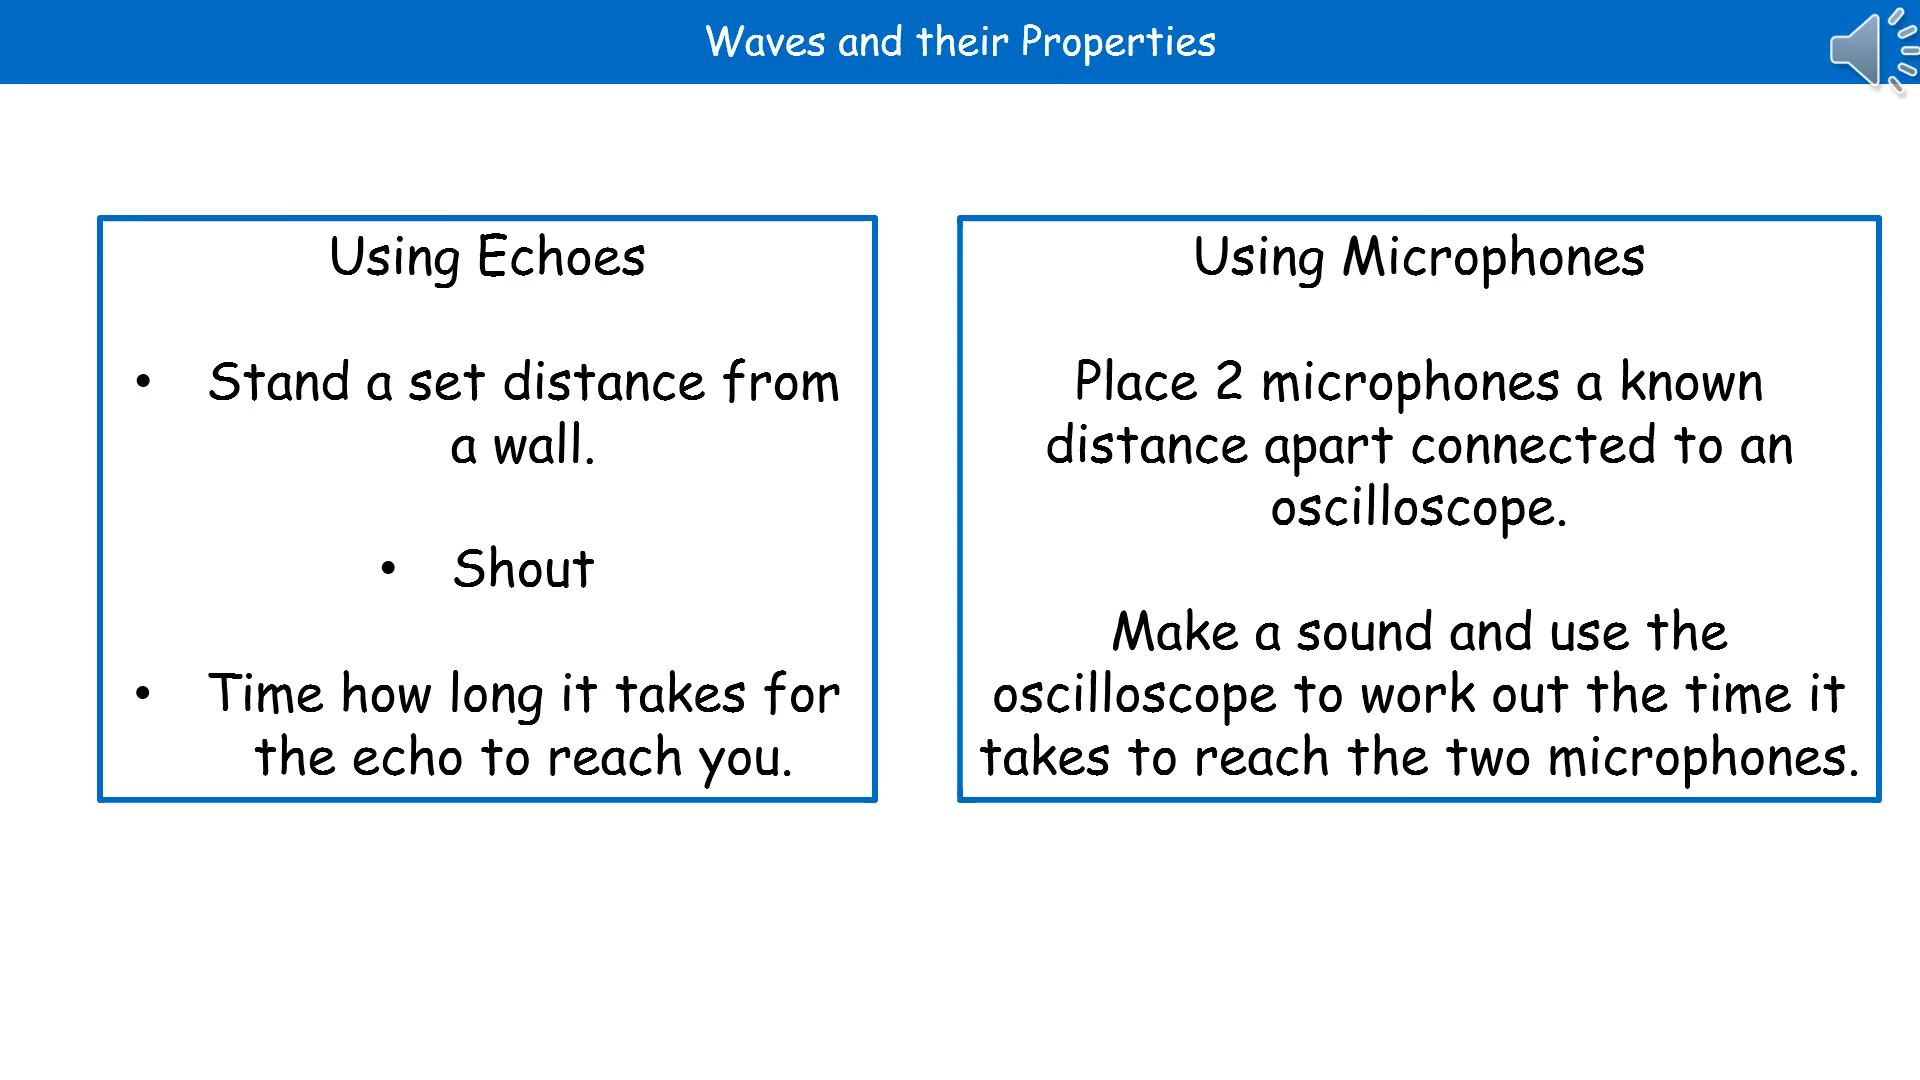 Waves and their Properties
Using Echoes
• Stand a set distance from
a wall.
• Shout
• Time how long it takes for
the echo to reach you.
Using Microphones
Place 2 microphones a known
distance apart connected to an
oscilloscope.
Make a sound and use the
oscilloscope to work out the time it
takes to reach the two microphones.